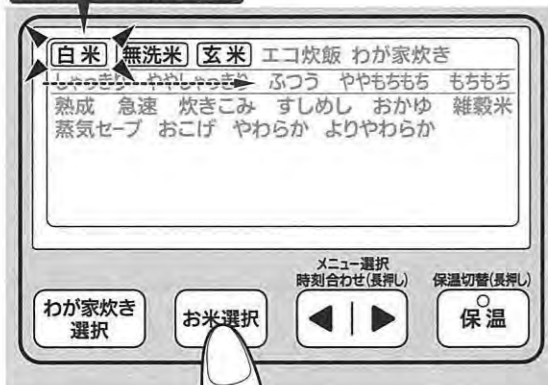 白米 無洗米 玄米 エコ炊飯 わが家炊き
しゃっきり ややしゃっきり ふつう ややもちもち もちもち
熟成 急速 炊きこみ すしめし おかゆ 雑穀米
蒸気セーブ おこげ やわらか よりやわらか
メニュー選択
時刻合わせ(長押し)
保温切替(長押し)
わが家炊き
選択
お米選択
保温